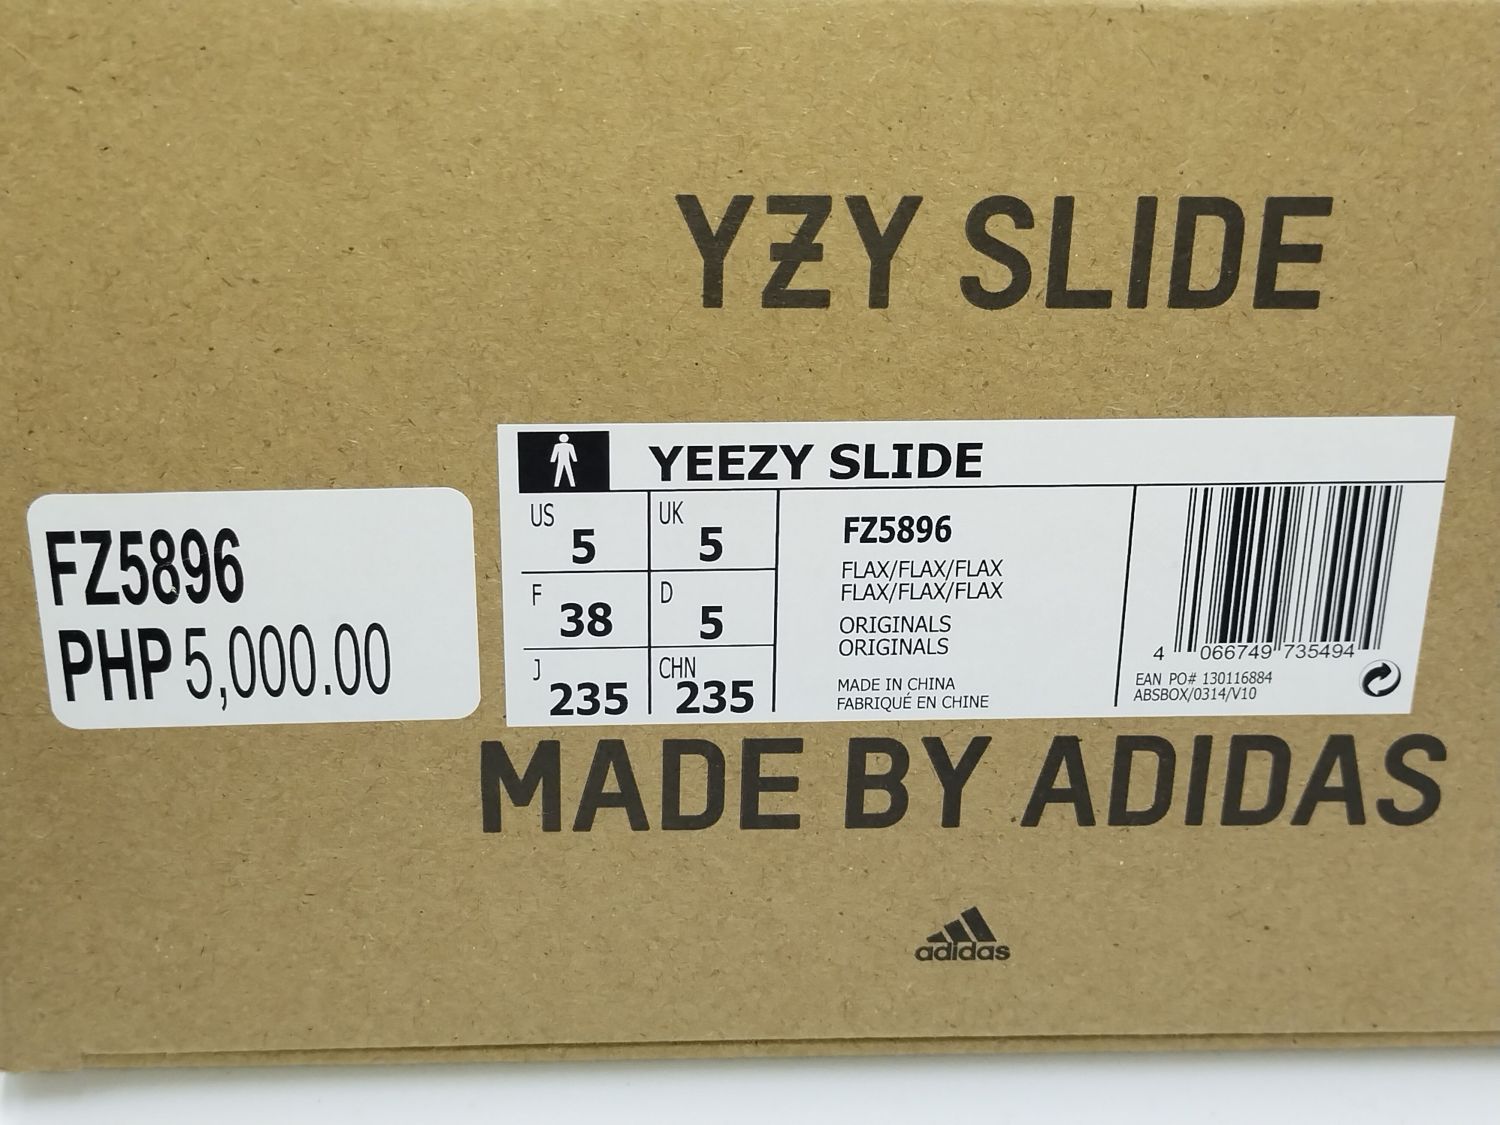 YZY SLIDE
FZ5896
PHP 5,000.00
YEEZY SLIDE
US
5
UK
5
F
38
D
5
J
235
CHN
235
FZ5896
FLAX/FLAX/FLAX
FLAX/FLAX/FLAX
ORIGINALS
ORIGINALS
MADE IN CHINA
FABRIQUÉ EN CHINE
4 066749 735494
EAN PO# 130116884
ABSBOX/0314/V10
MADE BY ADIDAS
adidas